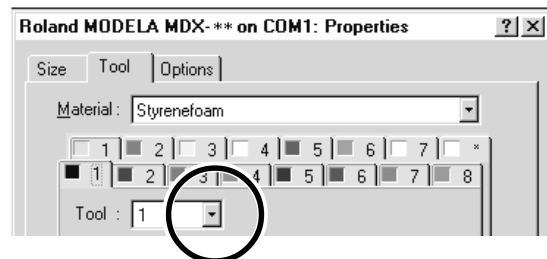 Roland MODELA MDX-** on COM1: Properties ? ×
Size Tool Options
Material: Styrenefoam
1 2 3 4 5 6 7 *
1 2 3 4 5 6 7 8
Tool : 1